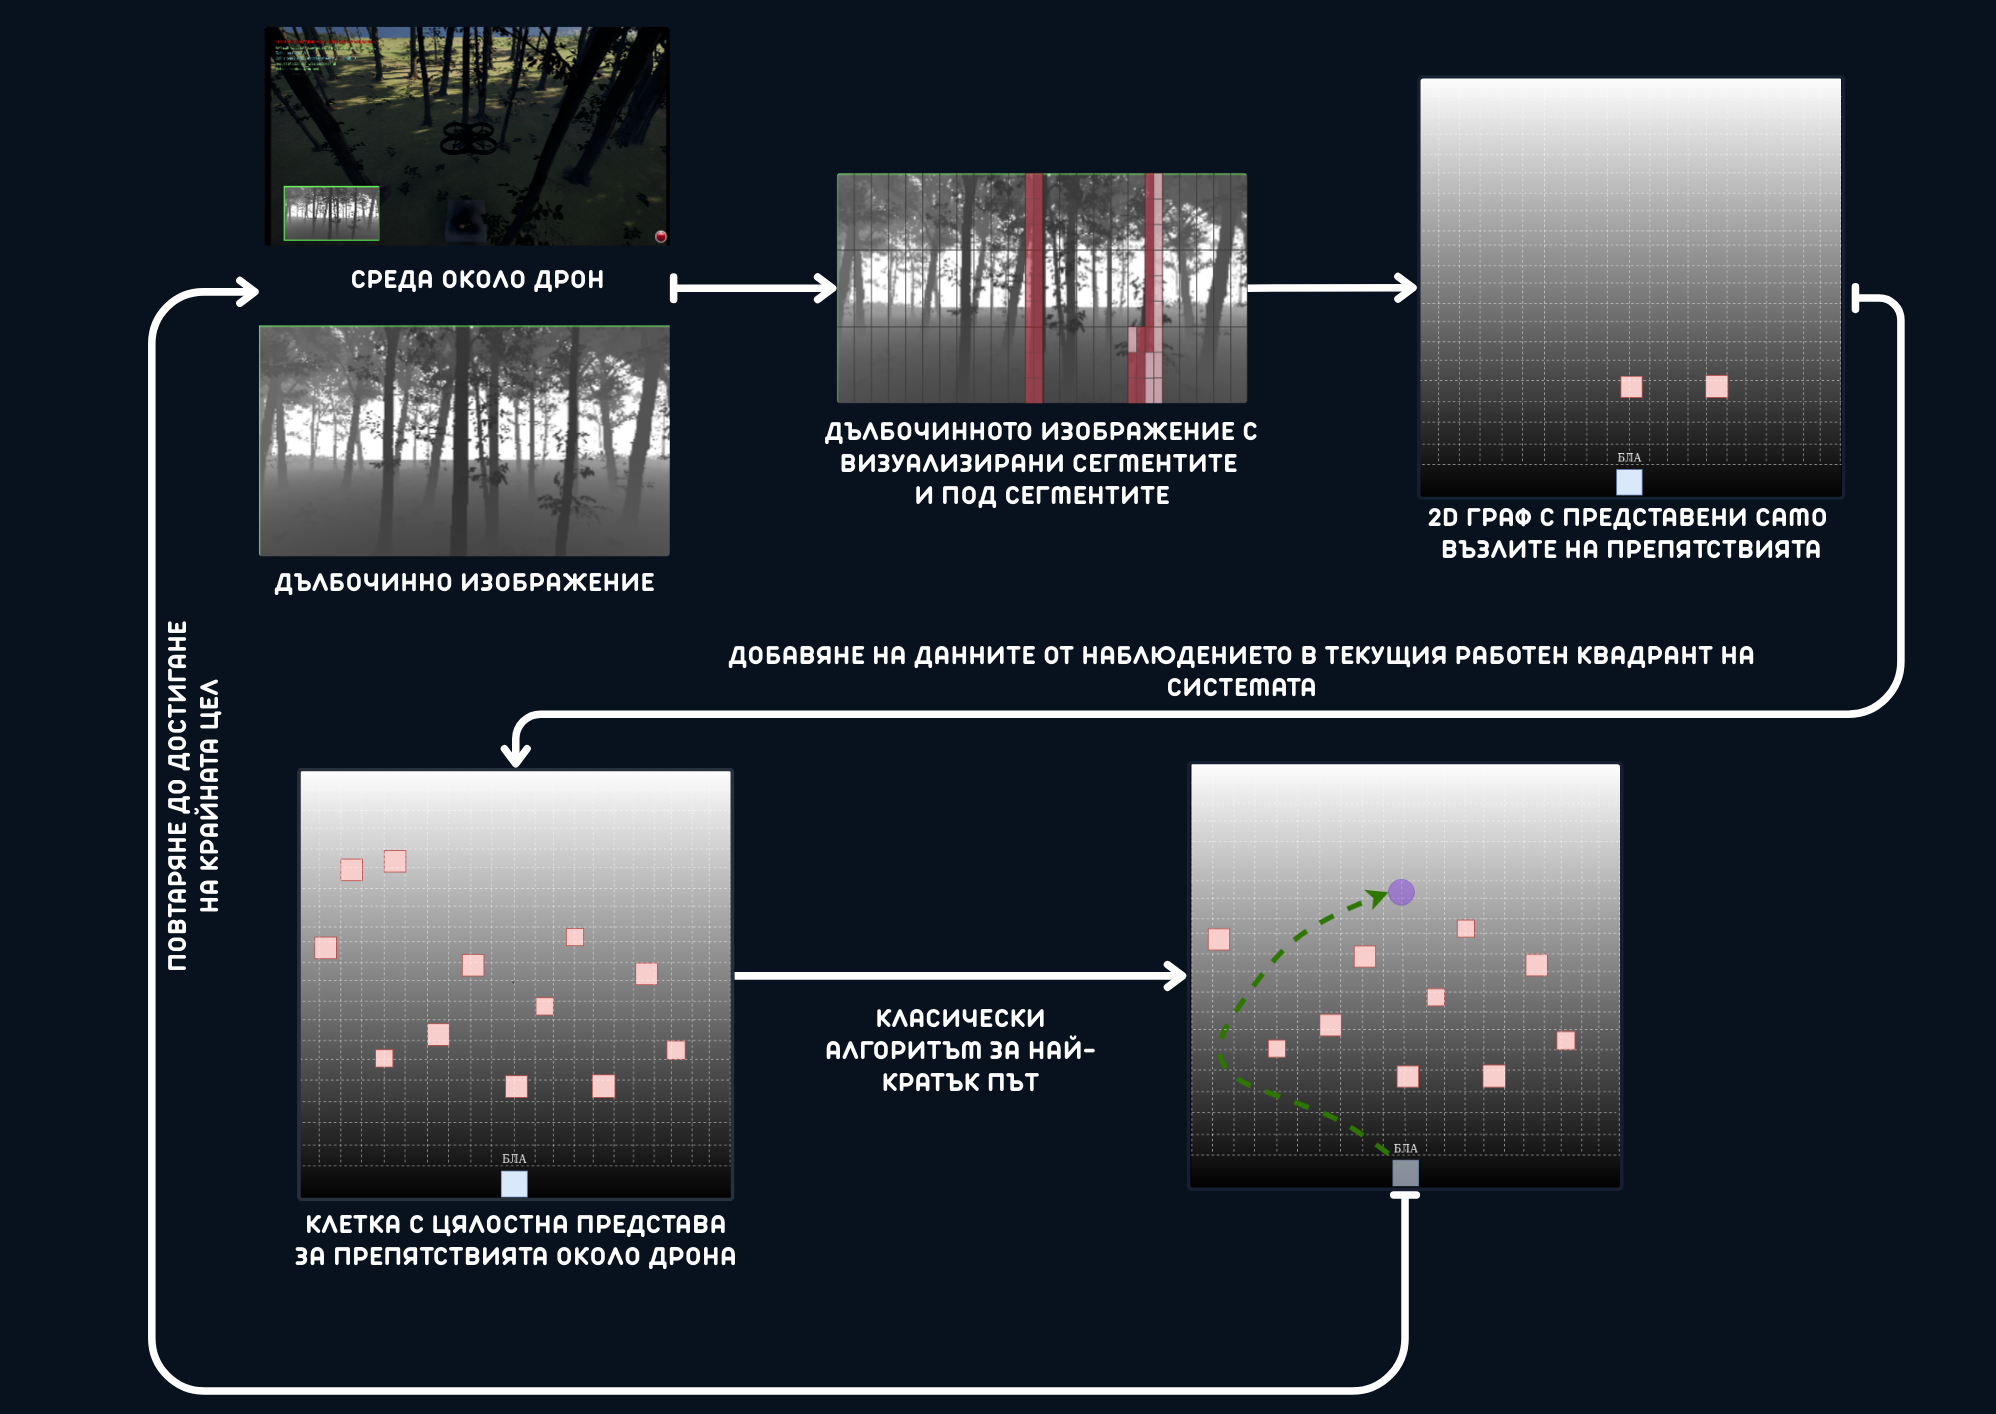 СРЕДА ОКОЛО ДРОН
ДЪЛБОЧИННО ИЗОБРАЖЕНИЕ
ДЪЛБОЧИННОТО ИЗОБРАЖЕНИЕ С
ВИЗУАЛИЗИРАНИ СЕГМЕНТИТЕ
И ПОД СЕГМЕНТИТЕ
БЛА
2D ГРАФ С ПРЕДСТАВЕНИ САМО
ВЪЗЛИТЕ НА ПРЕПЯТСТВИЯТА
ДОБАВЯНЕ НА ДАННИТЕ ОТ НАБЛЮДЕНИЕТО В ТЕКУЩИЯ РАБОТЕН КВАДРАНТ НА
СИСТЕМАТА
БЛА
КЛЕТКА С ЦЯЛОСТНА ПРЕДСТАВА
ЗА ПРЕПЯТСТВИЯТА ОКОЛО ДРОНА
КЛАСИЧЕСКИ
АЛГОРИТЪМ ЗА НАЙ-
КРАТЪК ПЪТ
БЛА
ПОВТАРЯНЕ ДО ДОСТИГАНЕ
НА КРАЙНАТА ЦЕЛ